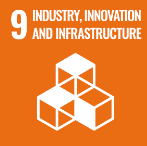 9 INDUSTRY, INNOVATION
AND INFRASTRUCTURE